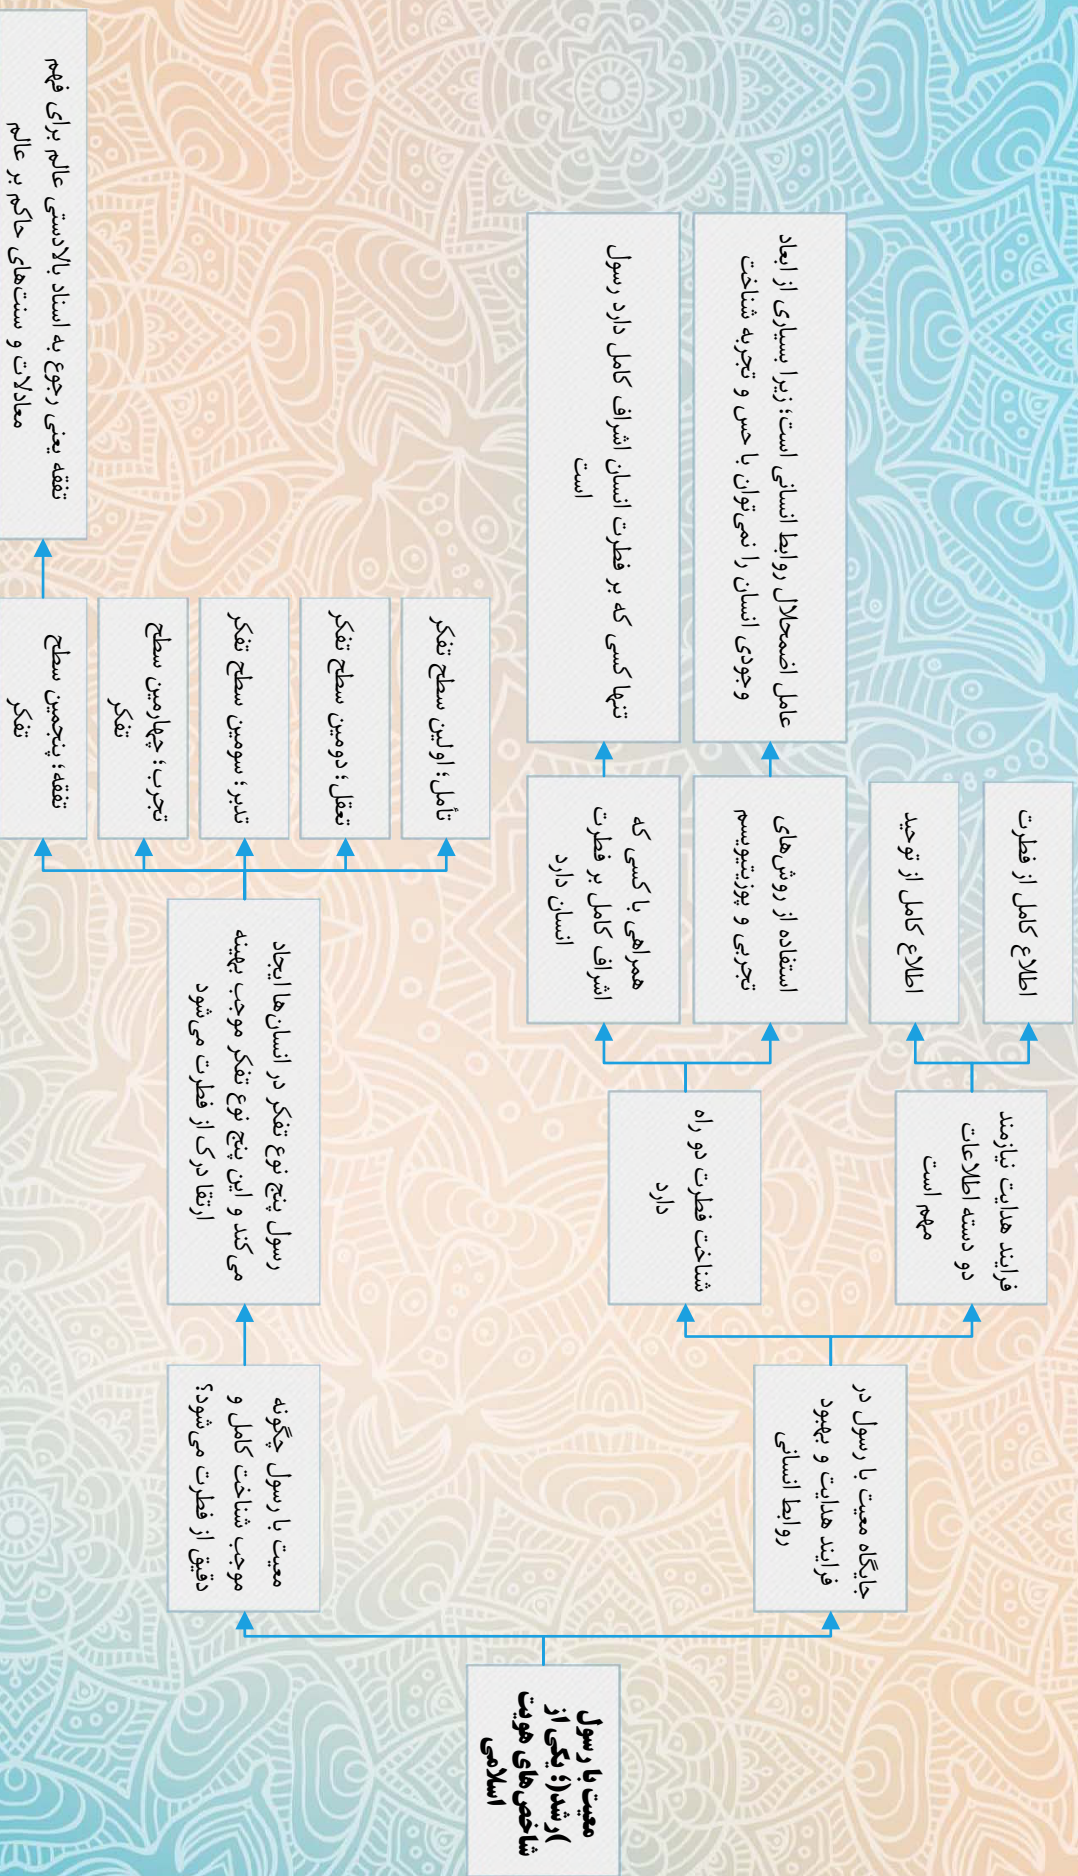 معیت با رسول
)رشد(؛ یکی از
شاخص‌های هویت
اسلامی
جایگاه معیت با رسول در
فرایند هدایت و بهبود
روابط انسانی
فرایند هدایت نیازمند
دو دسته اطلاعات
مهم است
اطلاع کامل از فطرت
اطلاع کامل از توحید
شناخت فطرت دو راه
دارد
استفاده از روش‌های
تجربی و پوزیتیویسم
عامل اضمحلال روابط انسانی است؛ زیرا بسیاری از ابعاد
وجودی انسان را نمی‌توان با حس و تجربه شناخت
همراهی با کسی که
اشراف کامل بر فطرت
انسان دارد
تنها کسی که بر فطرت انسان اشراف کامل دارد رسول
است
معیت با رسول چگونه
موجب شناخت کامل و
دقیق از فطرت می‌شود؟
رسول پنج نوع تفکر در انسان‌ها ایجاد
می‌کند و این پنج نوع تفکر موجب بهینه
ارتقا درک از فطرت می‌شود
تأمل؛ اولین سطح تفکر
تعقل؛ دومین سطح تفکر
تدبر؛ سومین سطح تفکر
تجرب؛ چهارمین سطح
تفکر
تفقه؛ پنجمین سطح
تفکر
تفقه یعنی رجوع به اسناد بالادستی عالم برای فهم
معادلات و سنت‌های حاکم بر عالم